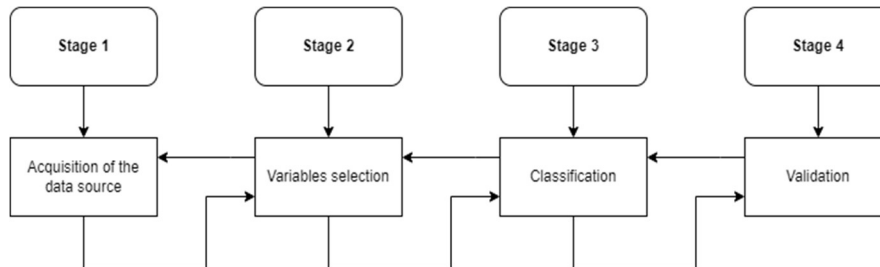 Stage 1
Stage 2
Stage 3
Stage 4
Acquisition of the
data source
Variables selection
Classification
Validation